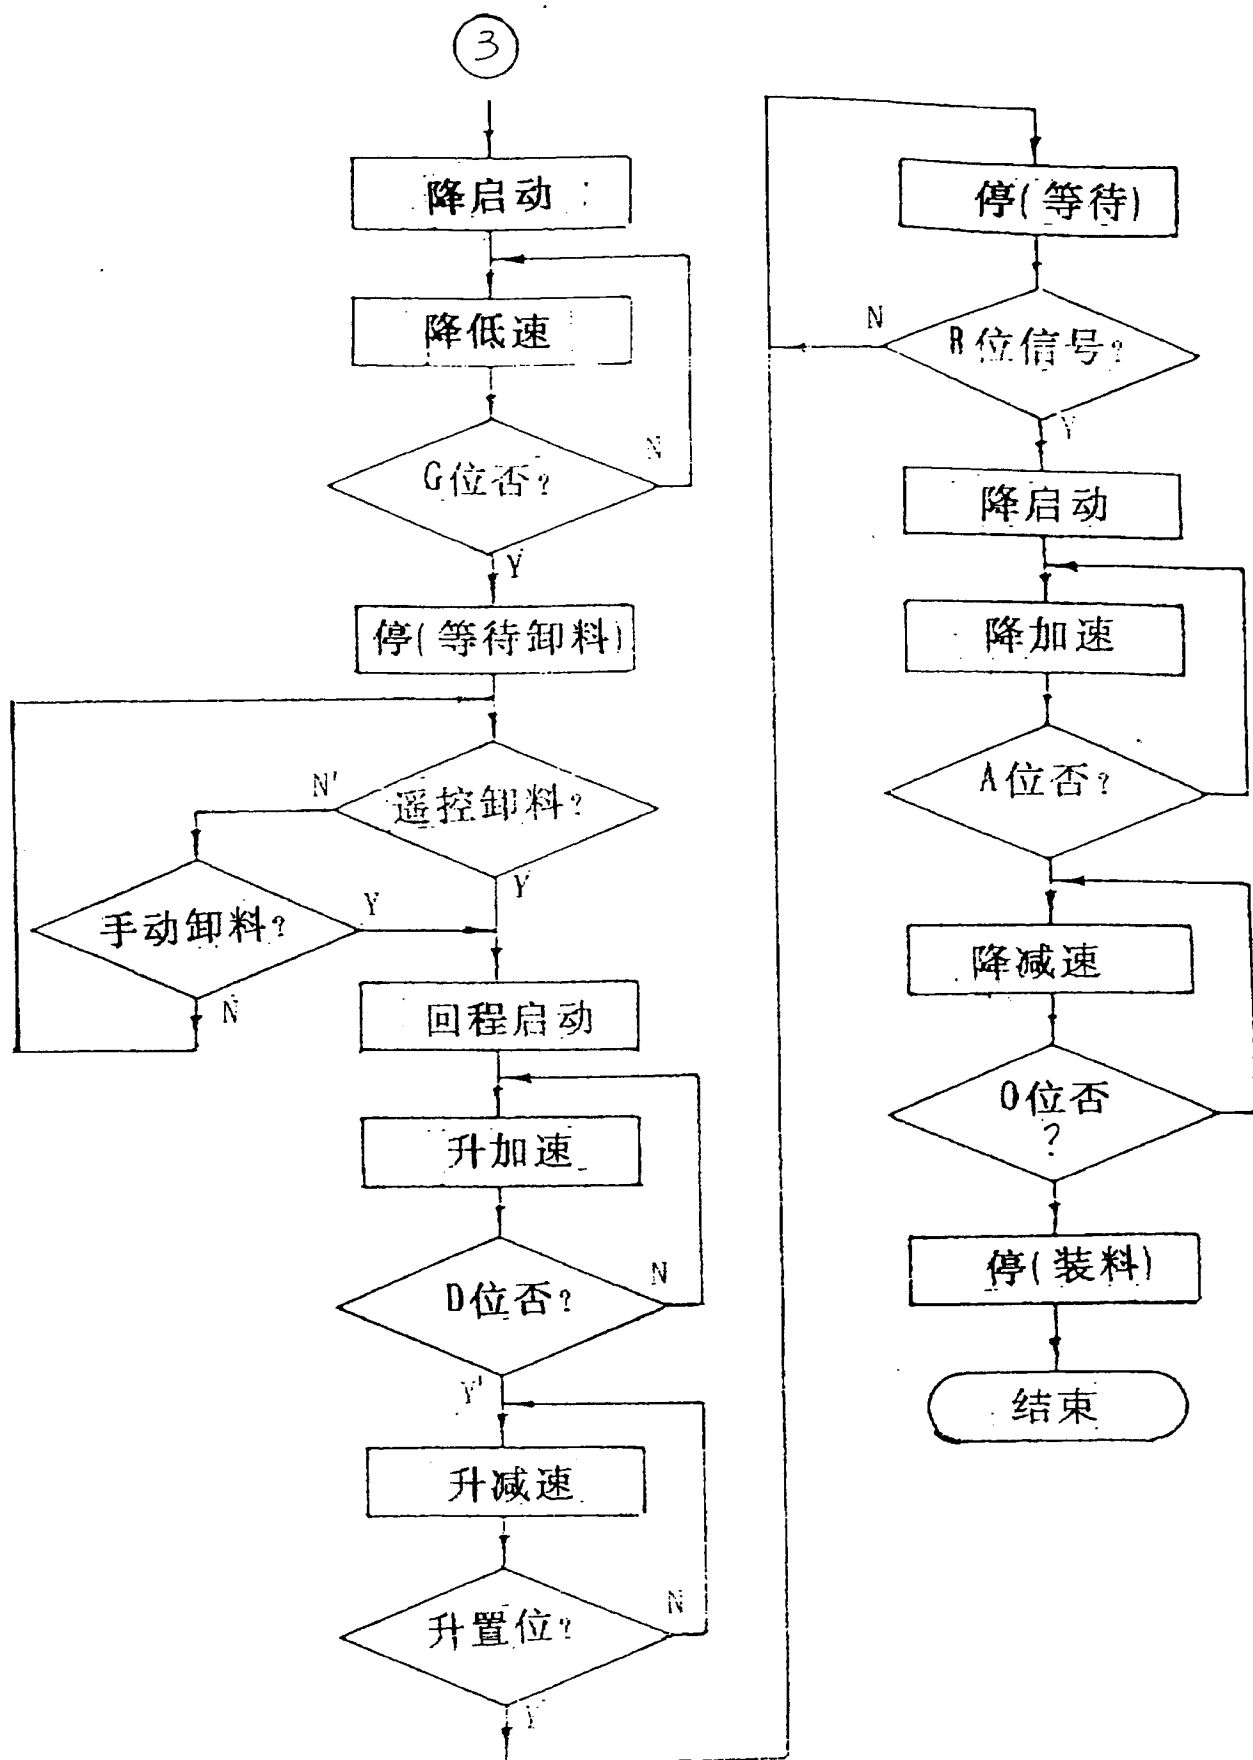 3
降启动
降低速
G位否?
N
Y
停(等待卸料)
遥控卸料?
N'
Y
手动卸料?
Y
N
回程启动
升加速
D位否?
N
Y'
升减速
升置位?
N
Y
停(等待)
R位信号?
N
Y
降启动
降加速
A位否?
降减速
0位否
?
停(装料)
结束